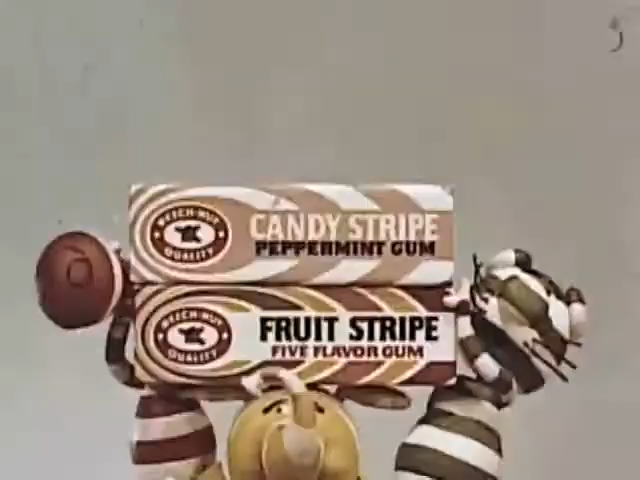 BEECH-NUT
QUALITY
CANDY STRIPE
PEPPERMINT GUM
BEECH-NUT
QUALITY
FRUIT STRIPE
FIVE FLAVOR GUM